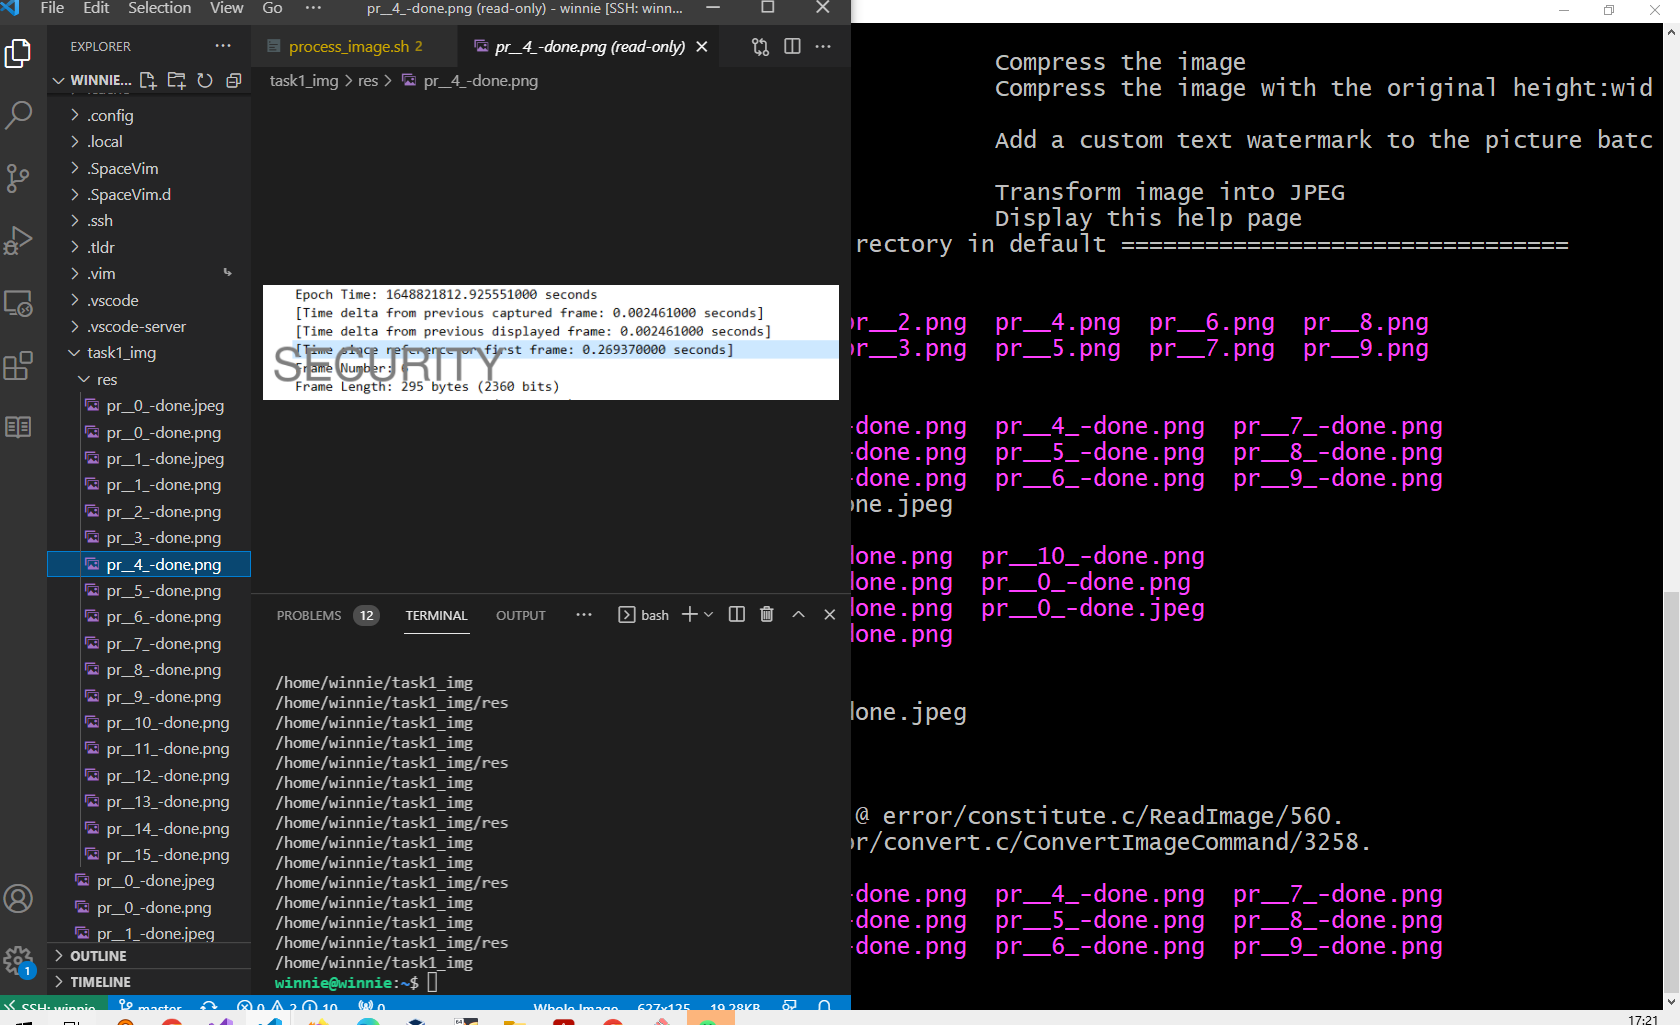 File Edit Selection View Go ··· pr__4_-done.png (read-only) - winnie [SSH: winn...
EXPLORER
WINNIE...
.config
.local
.SpaceVim
.SpaceVim.d
.ssh
.tldr
.vim
.vscode
.vscode-server
task1_img
res
pr__0_-done.jpeg
pr__0_-done.png
pr__1_-done.jpeg
pr__1_-done.png
pr__2_-done.png
pr__3_-done.png
pr__4_-done.png
pr__5_-done.png
pr__6_-done.png
pr__7_-done.png
pr__8_-done.png
pr__9_-done.png
pr__10_-done.png
pr__11_-done.png
pr__12_-done.png
pr__13_-done.png
pr__14_-done.png
pr__15_-done.png
pr__0_-done.jpeg
pr__0_-done.png
pr__1_-done.jpeg
OUTLINE
TIMELINE
1
process_image.sh 2 pr__4_-done.png (read-only)
task1_img > res > pr__4_-done.png
Epoch Time: 1648821812.925551000 seconds
[Time delta from previous captured frame: 0.002461000 seconds]
[Time delta from previous displayed frame: 0.002461000 seconds]
[Time since reference or first frame: 0.269370000 seconds]
SECURITY
Frame Number: 6
Frame Length: 295 bytes (2360 bits)
PROBLEMS 12 TERMINAL OUTPUT ··· bash
/home/winnie/task1_img
/home/winnie/task1_img/res
/home/winnie/task1_img
/home/winnie/task1_img
/home/winnie/task1_img/res
/home/winnie/task1_img
/home/winnie/task1_img
/home/winnie/task1_img/res
/home/winnie/task1_img
/home/winnie/task1_img
/home/winnie/task1_img/res
/home/winnie/task1_img
/home/winnie/task1_img
/home/winnie/task1_img/res
/home/winnie/task1_img
winnie@winnie:~$
SSH: winnie master 0 2 10 0 Whole Image 627x125 19.28KB
Compress the image
Compress the image with the original height:wid
Add a custom text watermark to the picture batc
Transform image into JPEG
Display this help page
rectory in default ================================
pr__2.png pr__4.png pr__6.png pr__8.png
pr__3.png pr__5.png pr__7.png pr__9.png
-done.png pr__4_-done.png pr__7_-done.png
-done.png pr__5_-done.png pr__8_-done.png
-done.png pr__6_-done.png pr__9_-done.png
one.jpeg
done.png pr__10_-done.png
done.png pr__0_-done.png
done.png pr__0_-done.jpeg
done.png
done.jpeg
@ error/constitute.c/ReadImage/560.
or/convert.c/ConvertImageCommand/3258.
-done.png pr__4_-done.png pr__7_-done.png
-done.png pr__5_-done.png pr__8_-done.png
-done.png pr__6_-done.png pr__9_-done.png
17:21